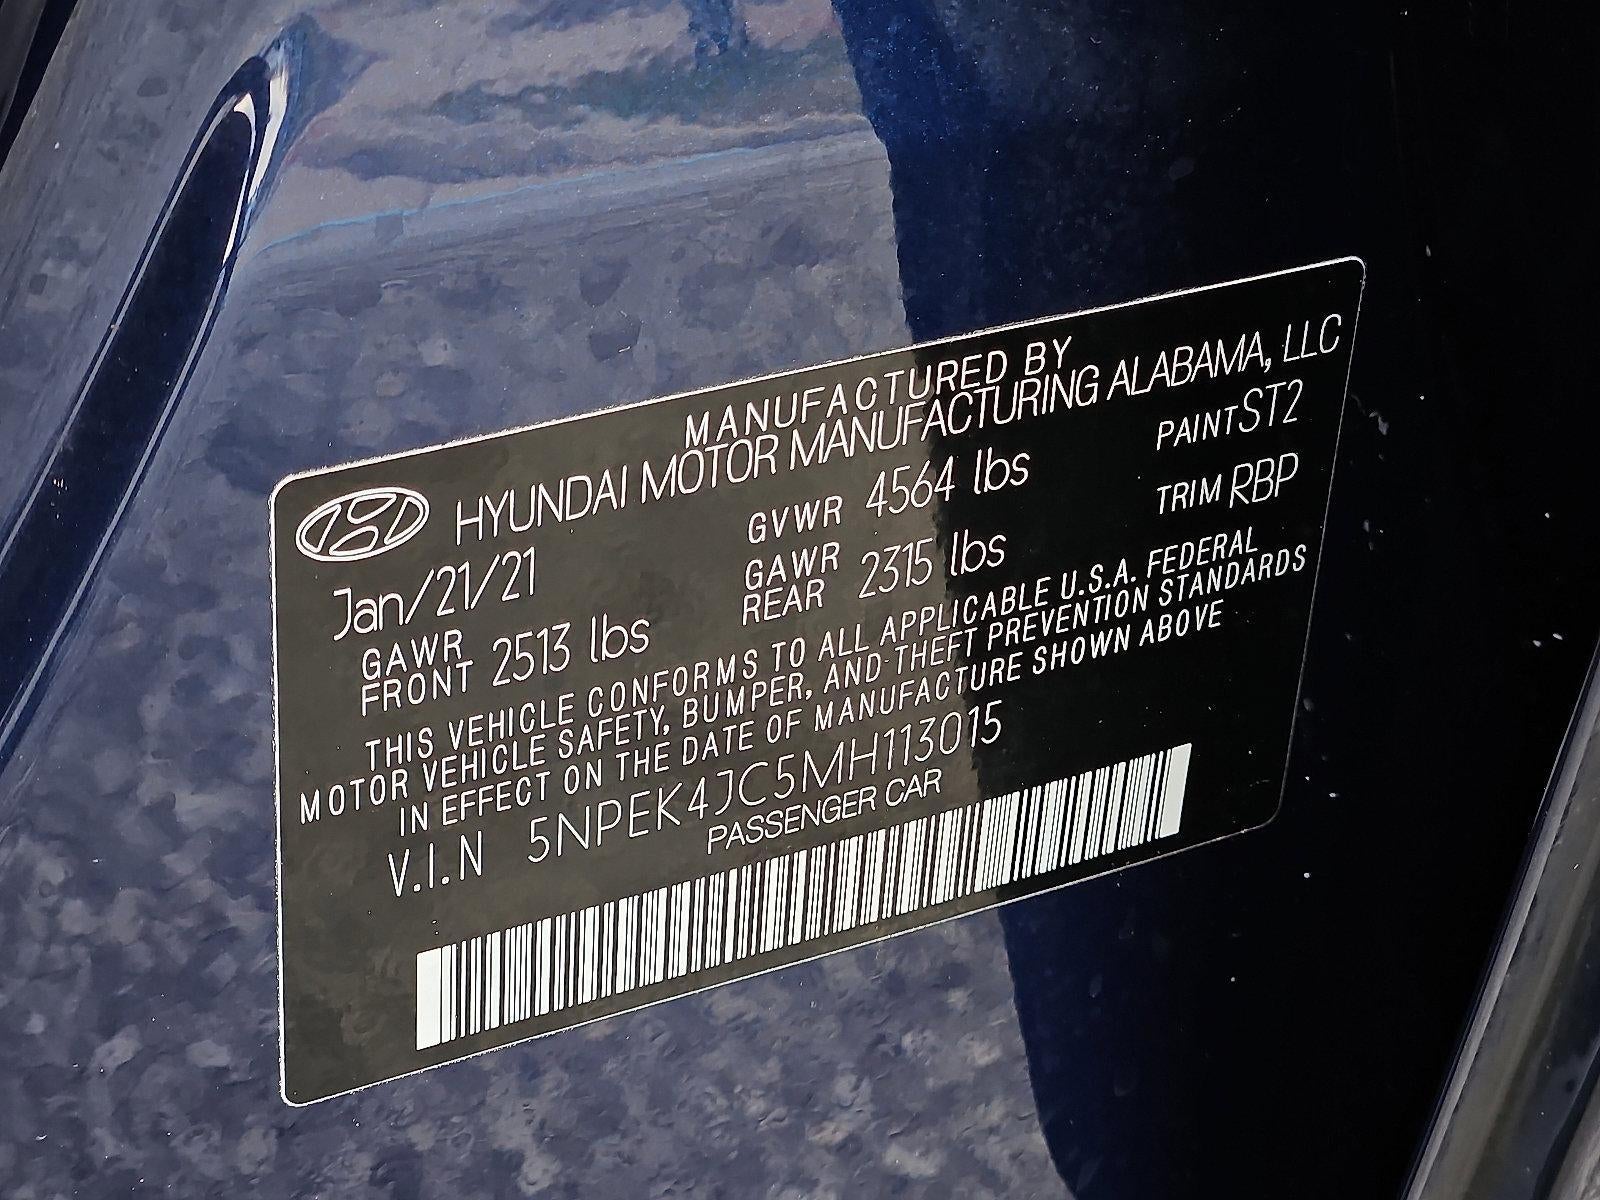 MANUFACTURED BY
HYUNDAI MOTOR MANUFACTURING ALABAMA, LLC
Jan/21/21 GVWR 4564 lbs PAINT ST2
GAWR FRONT 2513 lbs GAWR REAR 2315 lbs TRIM RBP
THIS VEHICLE CONFORMS TO ALL APPLICABLE U.S.A. FEDERAL
MOTOR VEHICLE SAFETY, BUMPER, AND THEFT PREVENTION STANDARDS
IN EFFECT ON THE DATE OF MANUFACTURE SHOWN ABOVE
V.I.N 5NPEK4JC5MH113015
PASSENGER CAR